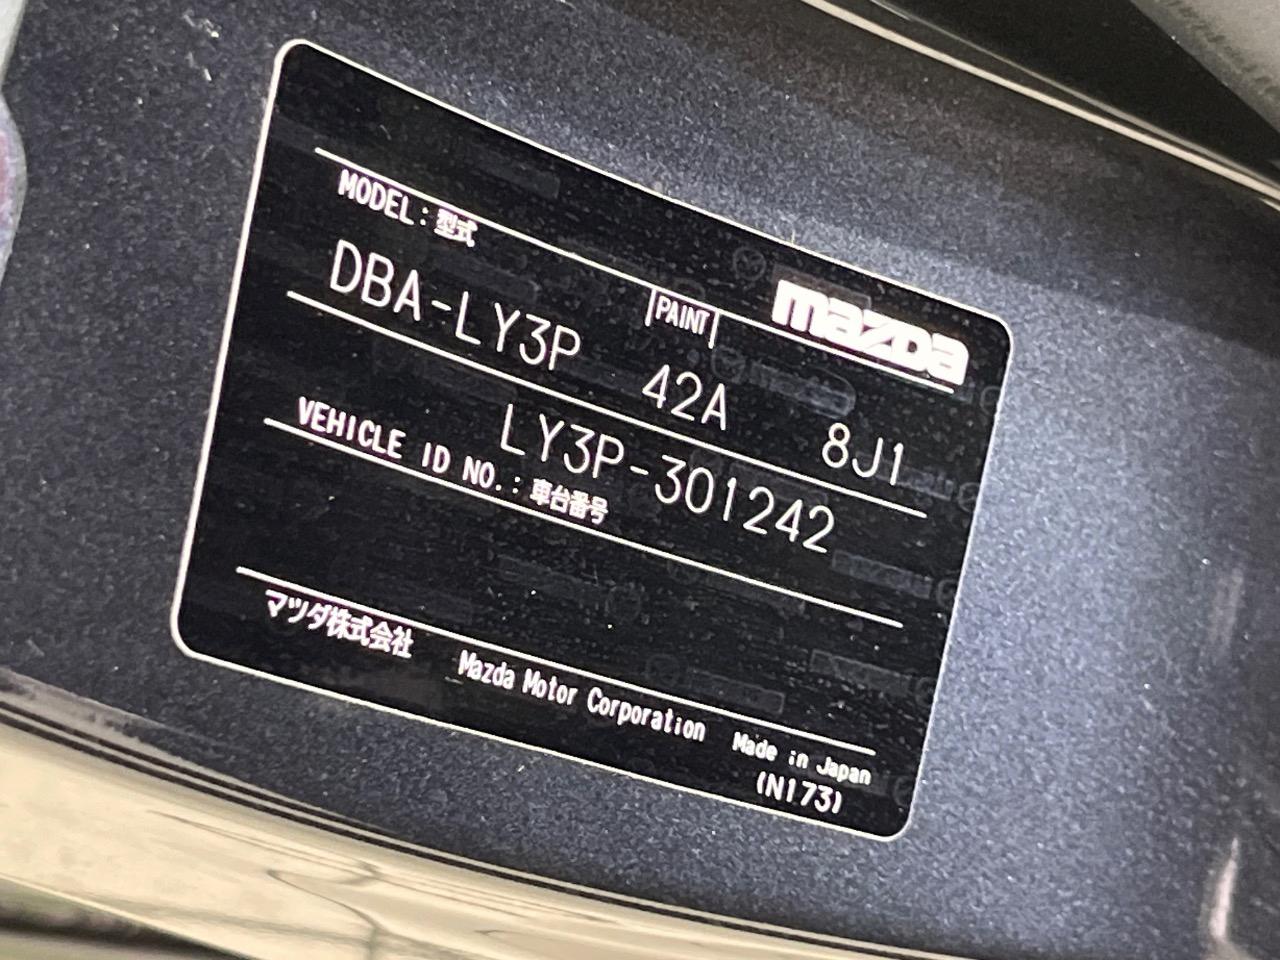 mazda
MODEL: 型式
PAINT
DBA-LY3P 42A 8J1
LY3P-301242
VEHICLE ID NO.: 車台番号
マツダ株式会社 Mazda Motor Corporation Made in Japan
(N173)